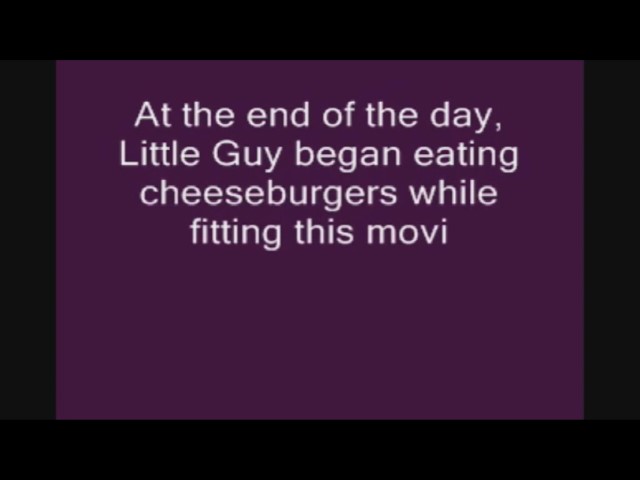 At the end of the day,
Little Guy began eating
cheeseburgers while
fitting this movi